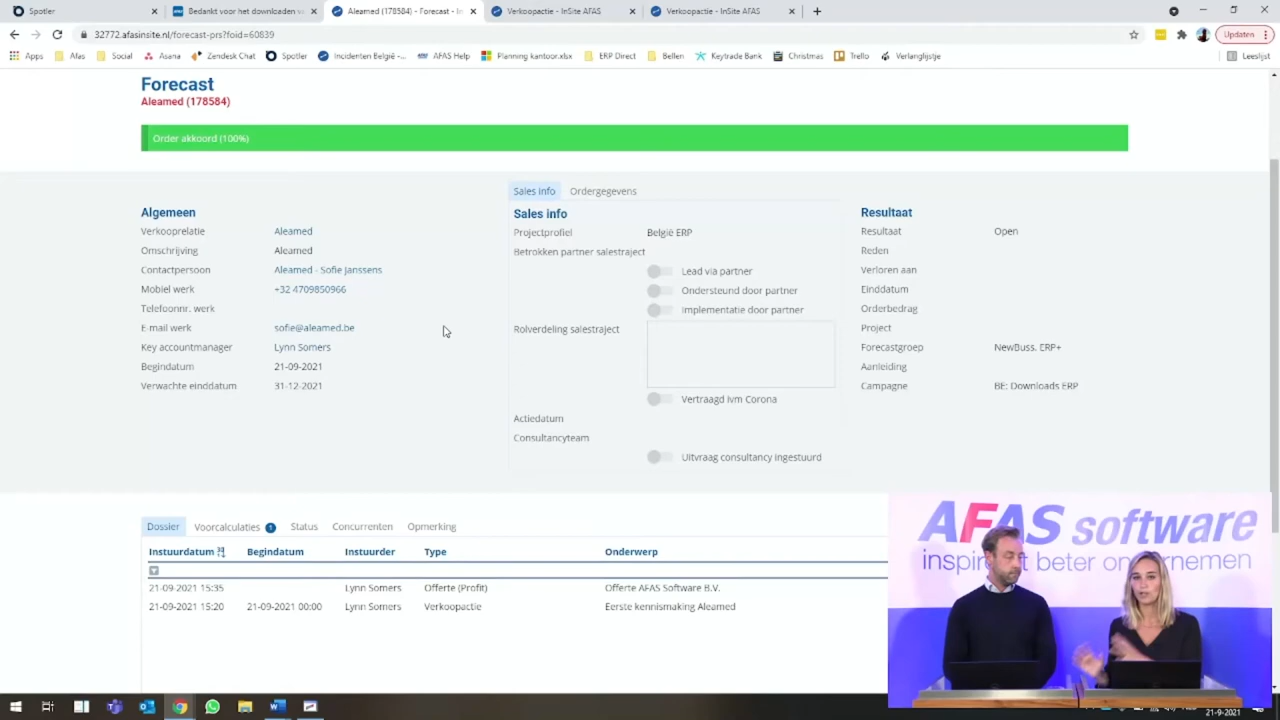 Spotler
Bedankt voor het downloaden v
Aleamed (178584) - Forecast - In
Verkoopactie - InSite AFAS
Verkoopactie - InSite AFAS
32772.afasinsite.nl/forecast-prs?foid=60839
Updaten
Apps
Afas
Social
Asana
Zendesk Chat
Spotler
Incidenten België -...
AFAS Help
Planning kantoor.xlsx
ERP Direct
Bellen
Keytrade Bank
Christmas
Trello
Verlanglijstje
Leeslijst
Forecast
Aleamed (178584)
Order akkoord (100%)
Algemeen
Verkooprelatie Aleamed
Omschrijving Aleamed
Contactpersoon Aleamed - Sofie Janssens
Mobiel werk +32 4709850966
Telefoonnr. werk
E-mail werk sofie@aleamed.be
Key accountmanager Lynn Somers
Begindatum 21-09-2021
Verwachte einddatum 31-12-2021
Sales info Ordergegevens
Sales info
Projectprofiel België ERP
Betrokken partner salestraject
Lead via partner
Ondersteund door partner
Implementatie door partner
Rolverdeling salestraject
Vertraagd ivm Corona
Actiedatum
Consultancyteam
Uitvraag consultancy ingestuurd
Resultaat
Resultaat Open
Reden
Verloren aan
Einddatum
Orderbedrag
Project
Forecastgroep NewBuss. ERP+
Aanleiding
Campagne BE: Downloads ERP
Dossier Voorcalculaties 1 Status Concurrenten Opmerking
Instuurdatum Begindatum Instuurder Type Onderwerp
21-09-2021 15:35 Lynn Somers Offerte (Profit) Offerte AFAS Software B.V.
21-09-2021 15:20 21-09-2021 00:00 Lynn Somers Verkoopactie Eerste kennismaking Aleamed
AFAS software
inspireert beter ondernemen
21-9-2021